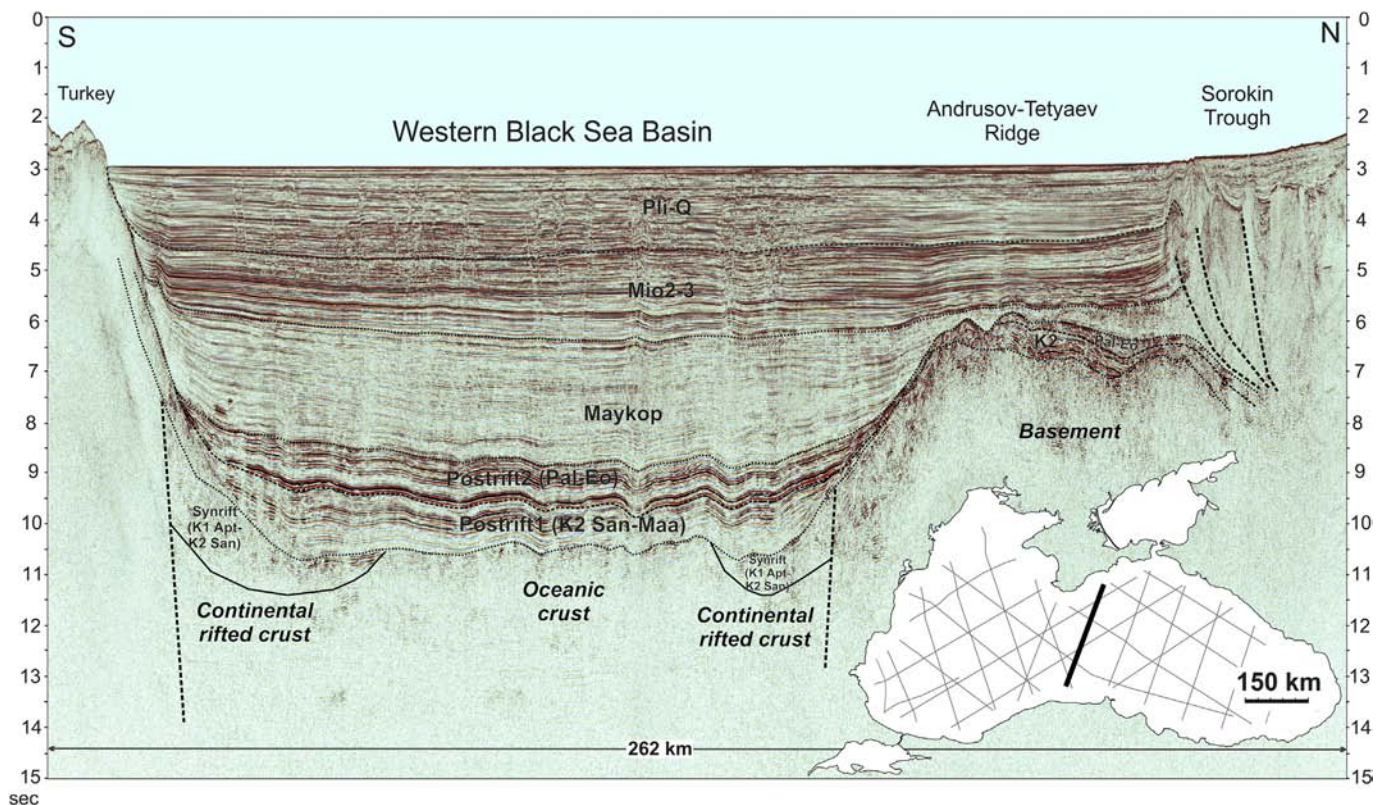 0
S
N
0
1
1
Turkey
2
Andrusov-Tetyaev
Ridge
Sorokin
Trough
2
Western Black Sea Basin
3
3
Pli-Q
4
4
5
Mio2-3
5
6
6
K2
Pal-Eo
7
7
Maykop
8
8
Basement
9
Postrift2 (Pal-Eo)
9
10
Synrift
(K1 Apt-
K2 San)
Postrift1 (K2 San-Maa)
10
11
Synrift
(K1 Apt-
K2 San)
11
Continental
rifted crust
Oceanic
crust
Continental
rifted crust
12
12
13
13
150 km
14
14
262 km
15
15
sec